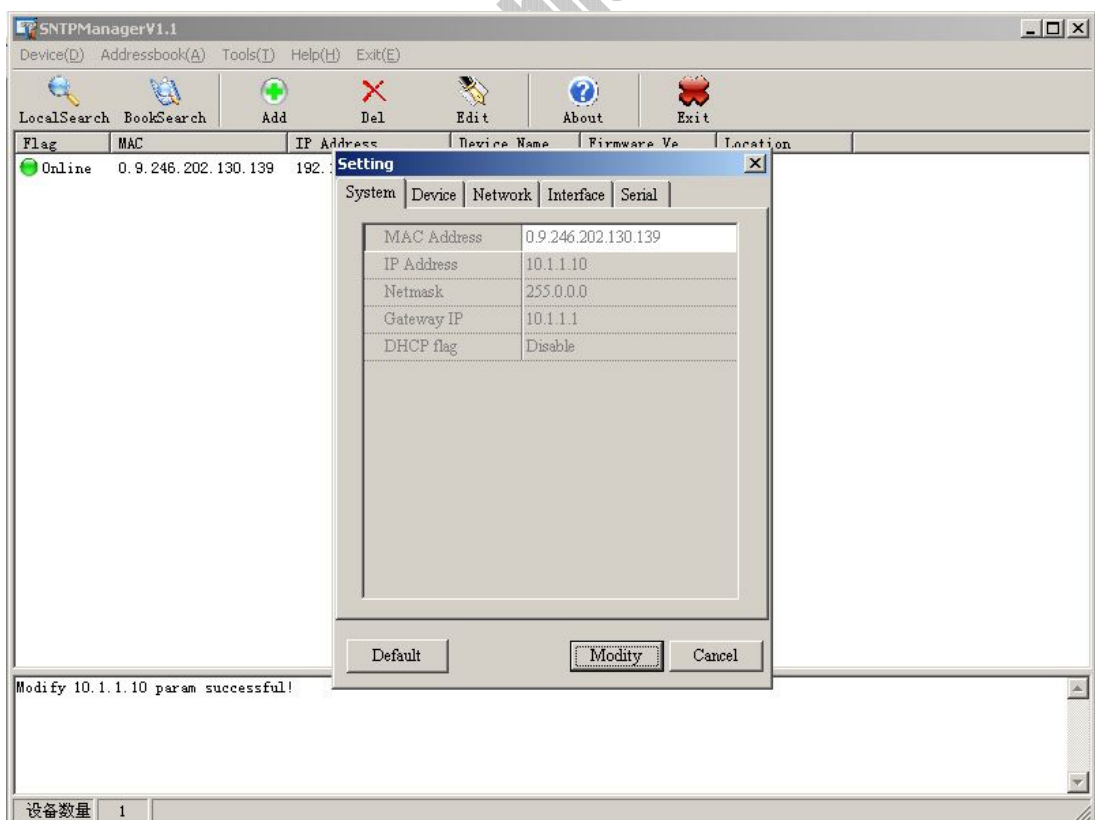 SNTPManagerV1.1
Device(D) Addressbook(A) Tools(T) Help(H) Exit(E)
LocalSearch BookSearch Add Del Edit About Exit
Flag MAC IP Address Device Name Firmware Ve Location
Online 0.9.246.202.130.139 192.
Setting
System Device Network Interface Serial
MAC Address 0.9.246.202.130.139
IP Address 10.1.1.10
Netmask 255.0.0.0
Gateway IP 10.1.1.1
DHCP flag Disable
Default Modity Cancel
Modify 10.1.1.10 param successful!
设备数量 1